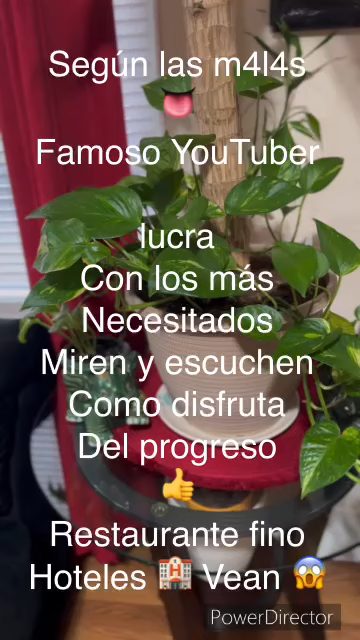 Según las m4l4s
👅
Famoso YouTuber
lucra
Con los más
Necesitados
Miren y escuchen
Como disfruta
Del progreso
👍
Restaurante fino
Hoteles 🏨 Vean 😱
PowerDirector